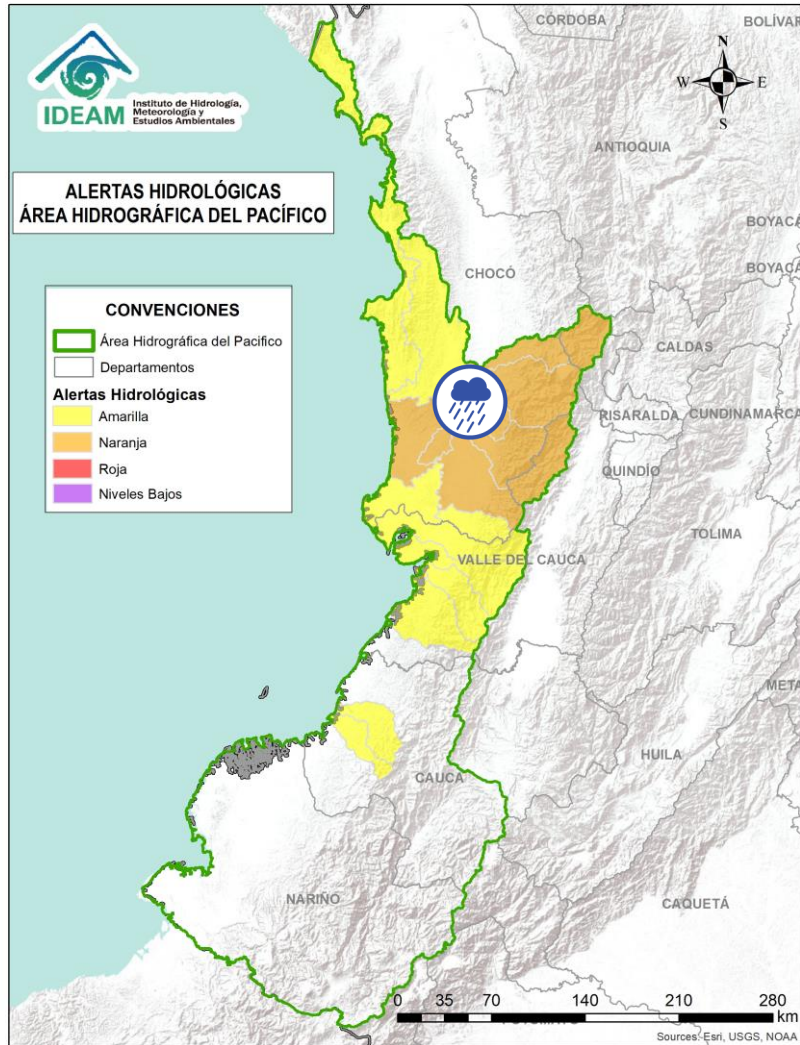 CÓRDOBA
BOLÍVAR
N
W E
S
IDEAM
Instituto de Hidrología,
Meteorología y
Estudios Ambientales
ANTIOQUIA
ALERTAS HIDROLÓGICAS
ÁREA HIDROGRÁFICA DEL PACÍFICO
BOYACÁ
CHOCÓ
BOYACÁ
CONVENCIONES
Área Hidrográfica del Pacifico
Departamentos
Alertas Hidrológicas
Amarilla
Naranja
Roja
Niveles Bajos
CALDAS
RISARALDA
CUNDINAMARCA
QUINDÍO
TOLIMA
VALLE DEL CAUCA
META
HUILA
CAUCA
NARIÑO
CAQUETÁ
0 35 70 140 210 280
km
Sources: Esri, USGS, NOAA